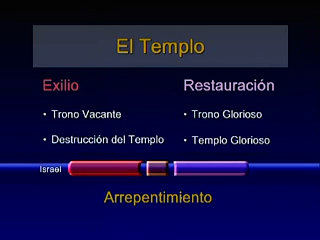 El Templo
Exilio
• Trono Vacante
• Destrucción del Templo
Restauración
• Trono Glorioso
• Templo Glorioso
Israel
Arrepentimiento